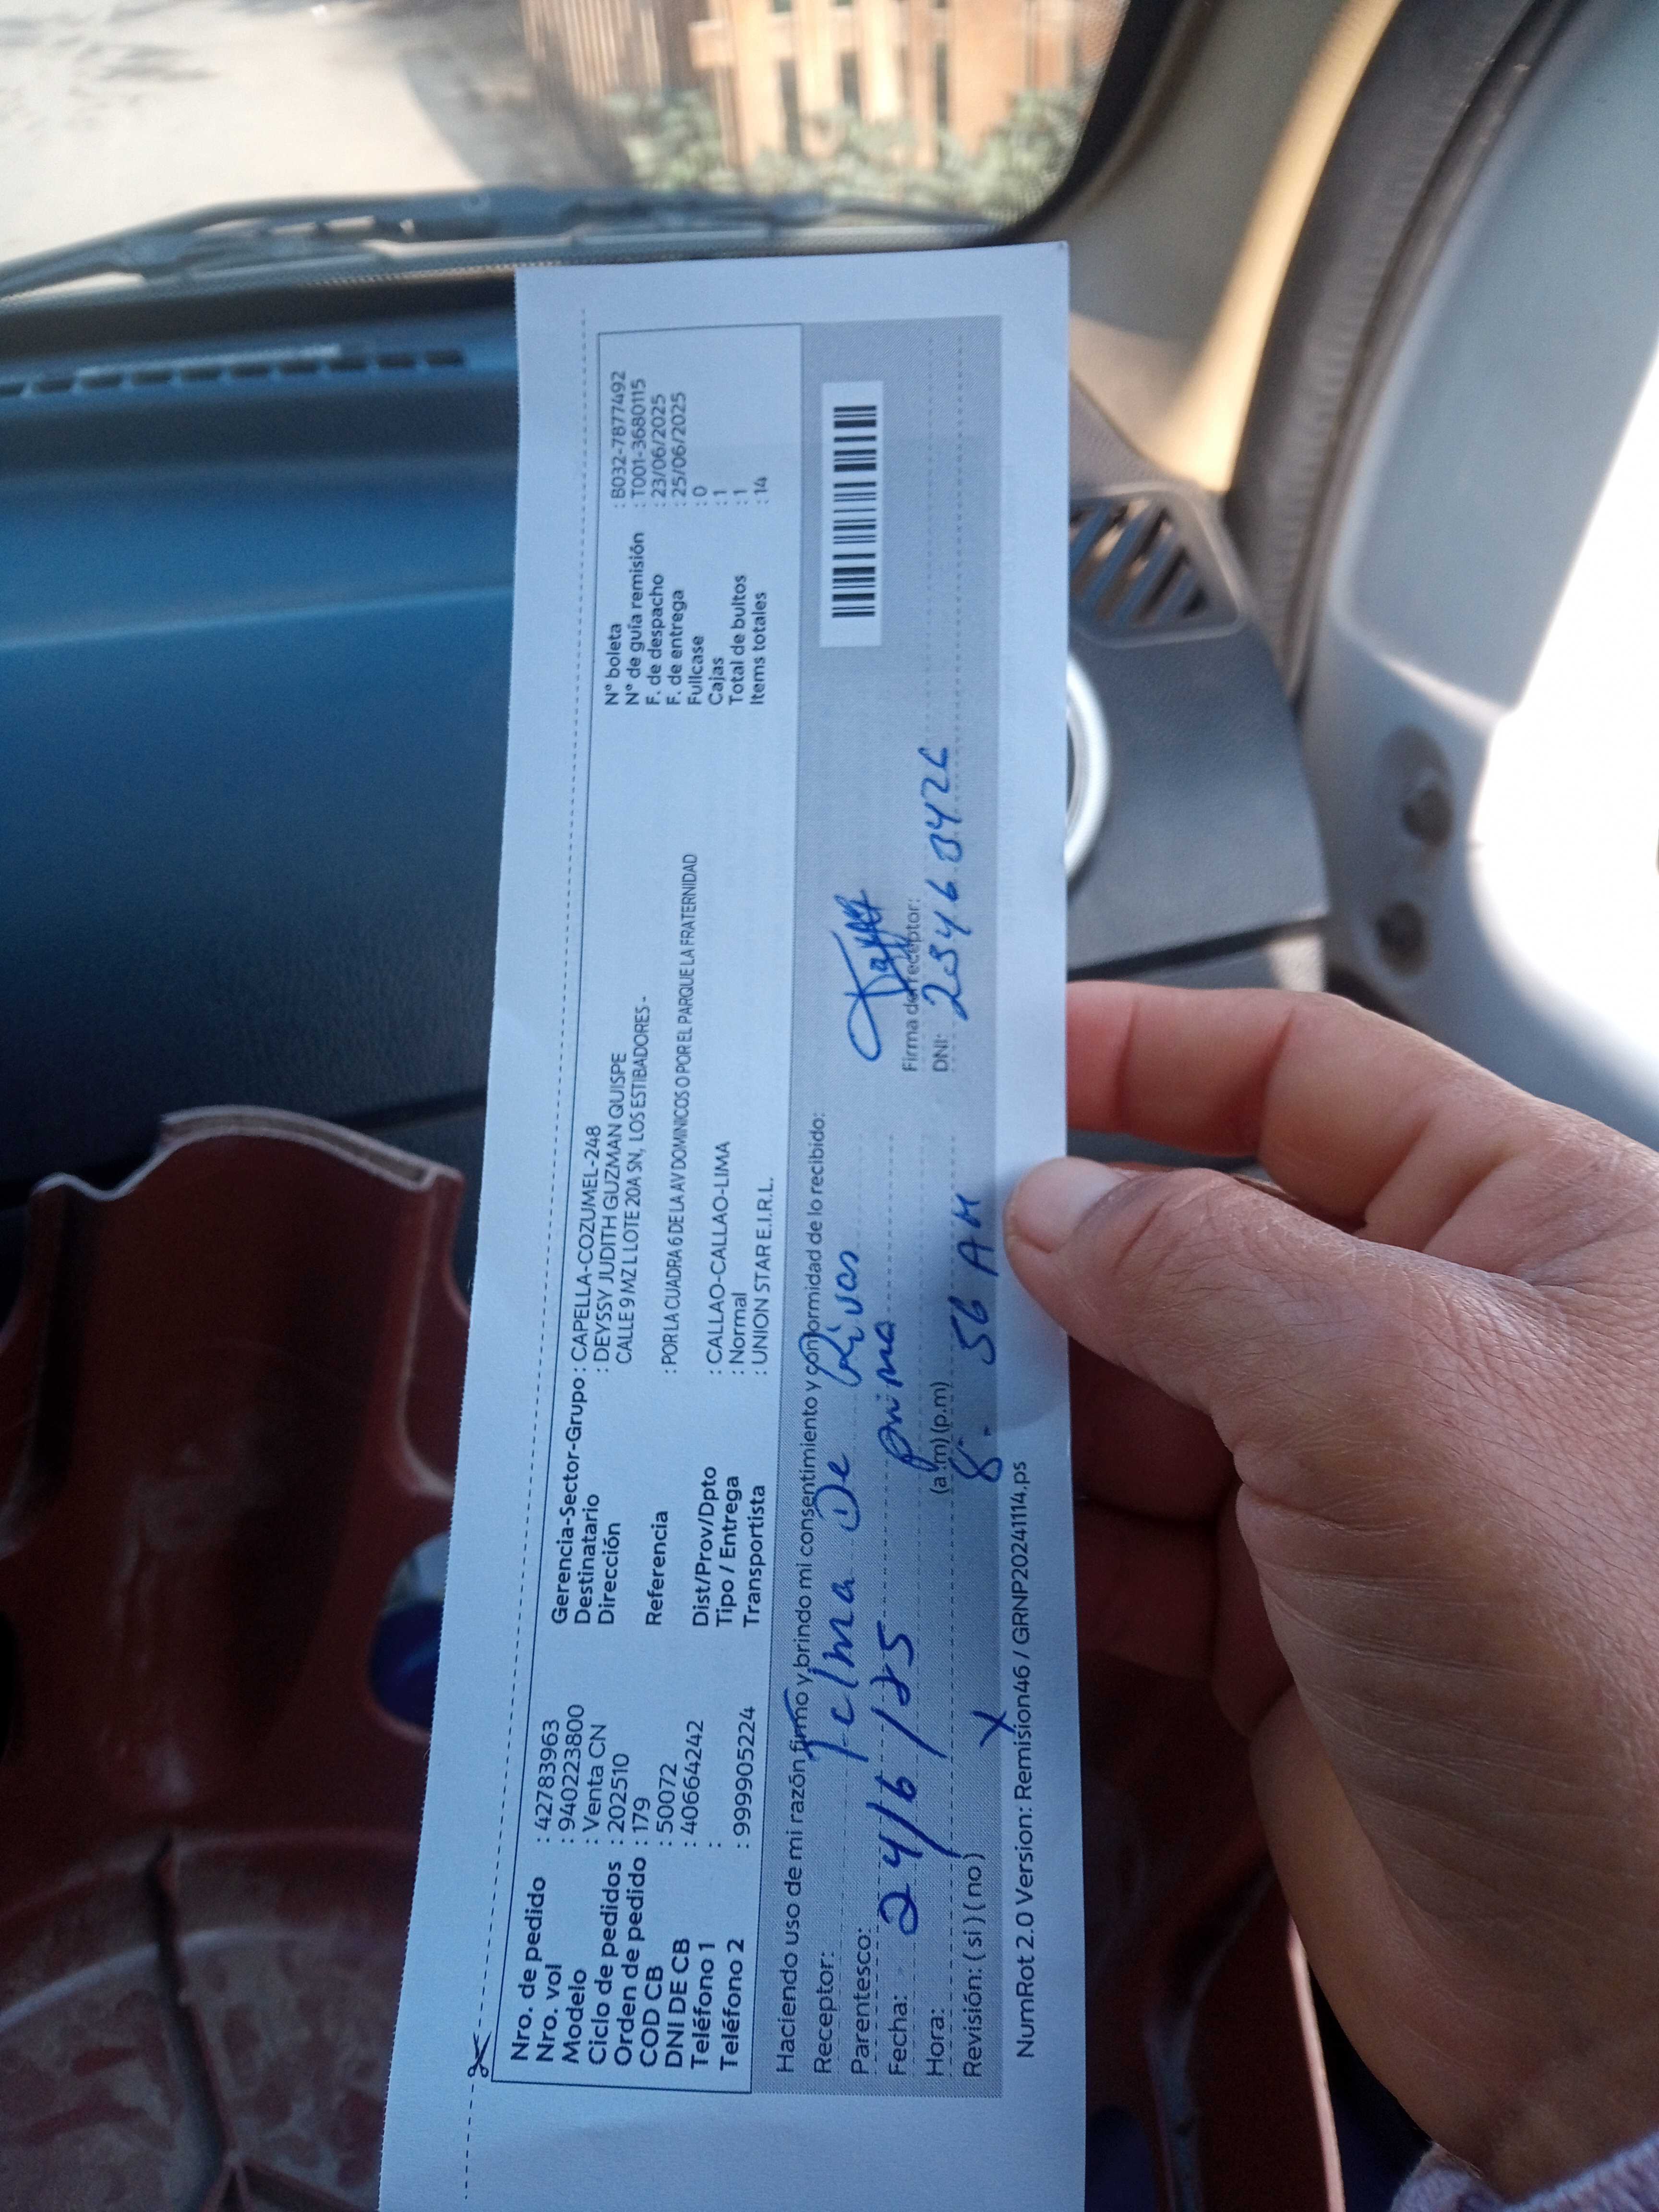 Nro. de pedido : 42783963
Nro. vol : 940223800
Modelo : Venta CN
Ciclo de pedidos : 202510
Orden de pedido : 179
COD CB : 50072
DNI DE CB : 40664242
Teléfono 1 :
Teléfono 2 : 999905224
Gerencia-Sector-Grupo : CAPELLA-COZUMEL-248
Destinatario : DEYSSY JUDITH GUZMAN QUISPE
Dirección CALLE 9 MZ L LOTE 20A SN, LOS ESTIBADORES -
Referencia : POR LA CUADRA 6 DE LA AV DOMINICOS O POR EL PARQUE LA FRATERNIDAD
Dist/Prov/Dpto : CALLAO-CALLAO-LIMA
Tipo / Entrega : Normal
Transportista : UNION STAR E.I.R.L.
N° boleta : B032-7877492
N° de guía remisión : T001-3680115
F. de despacho : 23/06/2025
F. de entrega : 25/06/2025
Fullcase : 0
Cajas : 1
Total de bultos : 1
Items totales : 14
Haciendo uso de mi razón firmo y brindo mi consentimiento y conformidad de lo recibido:
Receptor: Telma De Rivas
Parentesco: prima
Fecha: 24/6/25
Hora: (a.m) (p.m) 8:56 AM
Revisión: (si) (no) X
Firma de receptor:
DNI:
NumRot 2.0 Version: Remision46 / GRNP20241114.ps